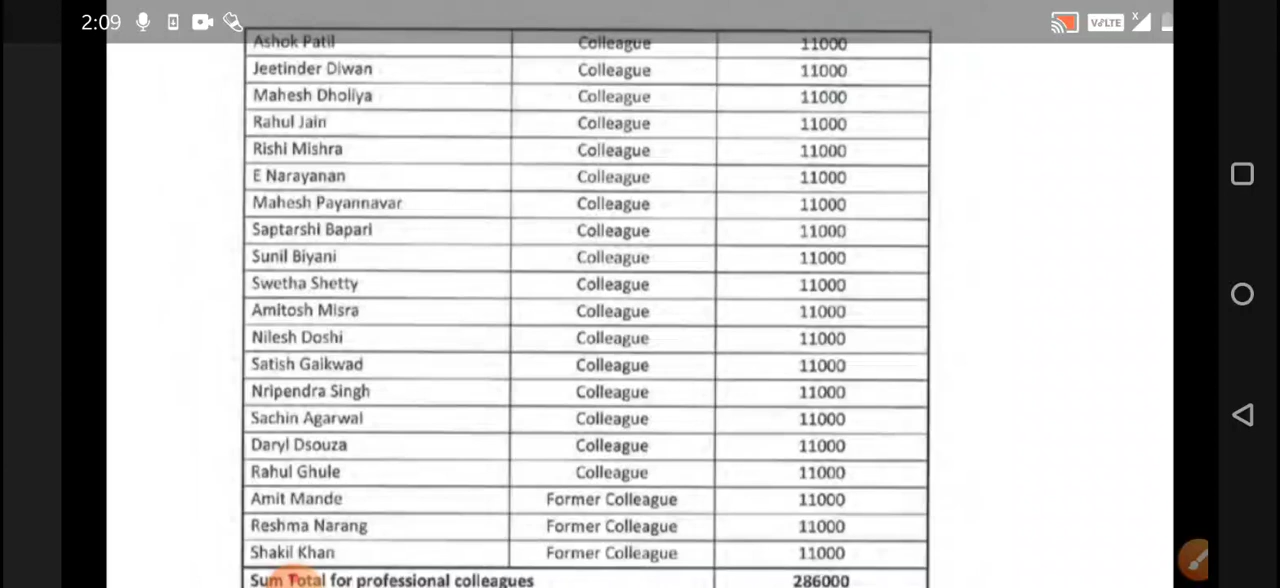 2:09 VoLTE X
Ashok Patil Colleague 11000
Jeetinder Diwan Colleague 11000
Mahesh Dholiya Colleague 11000
Rahul Jain Colleague 11000
Rishi Mishra Colleague 11000
E Narayanan Colleague 11000
Mahesh Payannavar Colleague 11000
Saptarshi Bapari Colleague 11000
Sunil Biyani Colleague 11000
Swetha Shetty Colleague 11000
Amitosh Misra Colleague 11000
Nilesh Doshi Colleague 11000
Satish Gaikwad Colleague 11000
Nripendra Singh Colleague 11000
Sachin Agarwal Colleague 11000
Daryl Dsouza Colleague 11000
Rahul Ghule Colleague 11000
Amit Mande Former Colleague 11000
Reshma Narang Former Colleague 11000
Shakil Khan Former Colleague 11000
Sum Total for professional colleagues 286000